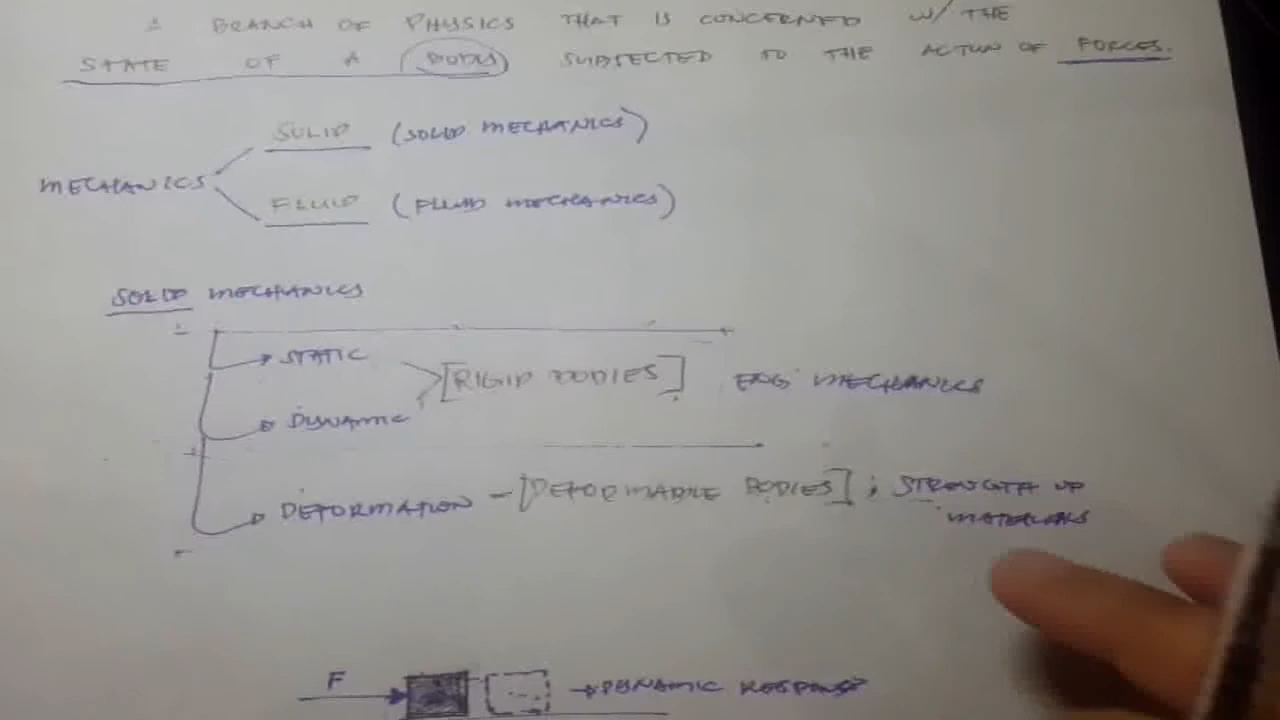 BRANCH OF PHYSICS THAT IS CONCERNED W/ THE
STATE OF A BODY SUBJECTED TO THE ACTION OF FORCES.
SOLID (SOLID MECHANICS)
MECHANICS
FLUID (FLUID MECHANICS)
SOLID MECHANICS
STATIC
[RIGID BODIES] ENG' MECHANICS
DYNAMIC
DEFORMATION - [DEFORMABLE BODIES] ; STRENGTH OF
MATERIALS
F
DYNAMIC RESPONSE